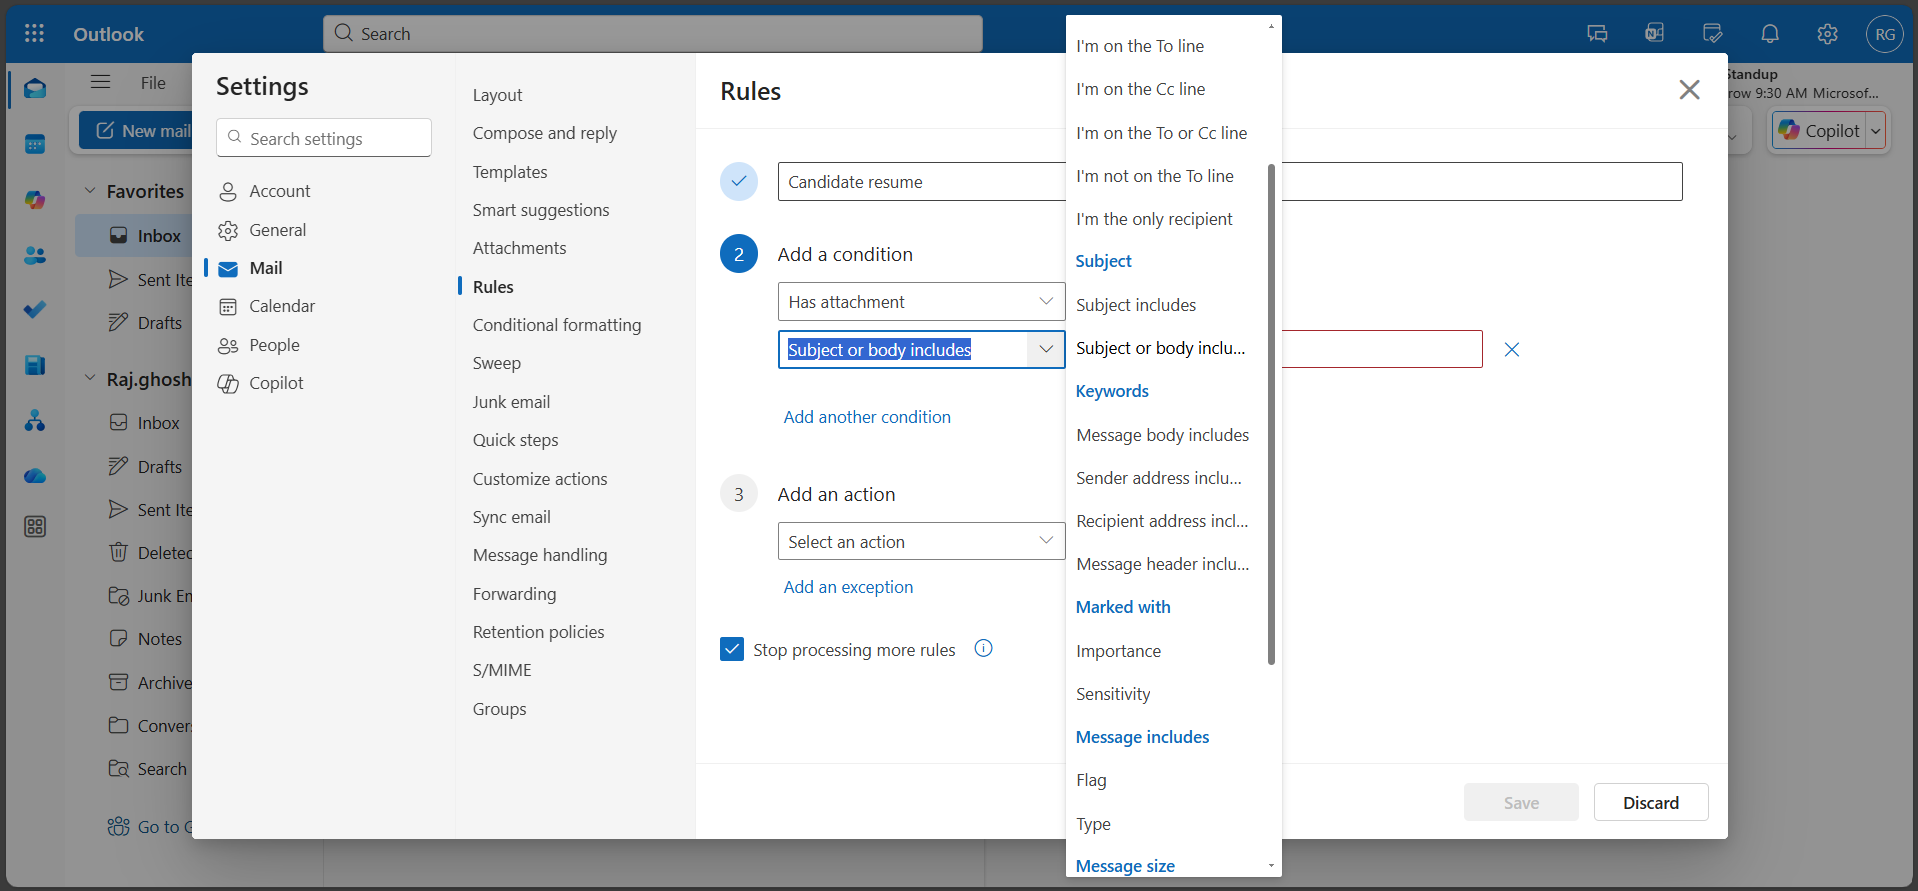 Outlook
Search
RG
File
New mail
Favorites
Inbox
Sent Ite
Drafts
Raj.ghosh
Inbox
Drafts
Sent Ite
Deleted
Junk Em
Notes
Archive
Conver
Search
Go to G
Settings
Search settings
Account
General
Mail
Calendar
People
Copilot
Layout
Compose and reply
Templates
Smart suggestions
Attachments
Rules
Conditional formatting
Sweep
Junk email
Quick steps
Customize actions
Sync email
Message handling
Forwarding
Retention policies
S/MIME
Groups
Rules
Candidate resume
2
Add a condition
Has attachment
Subject or body includes
Add another condition
3
Add an action
Select an action
Add an exception
Stop processing more rules
I'm on the To line
I'm on the Cc line
I'm on the To or Cc line
I'm not on the To line
I'm the only recipient
Subject
Subject includes
Subject or body inclu...
Keywords
Message body includes
Sender address inclu...
Recipient address incl...
Message header inclu...
Marked with
Importance
Sensitivity
Message includes
Flag
Type
Message size
Save
Discard
Standup
row 9:30 AM Microsof...
Copilot